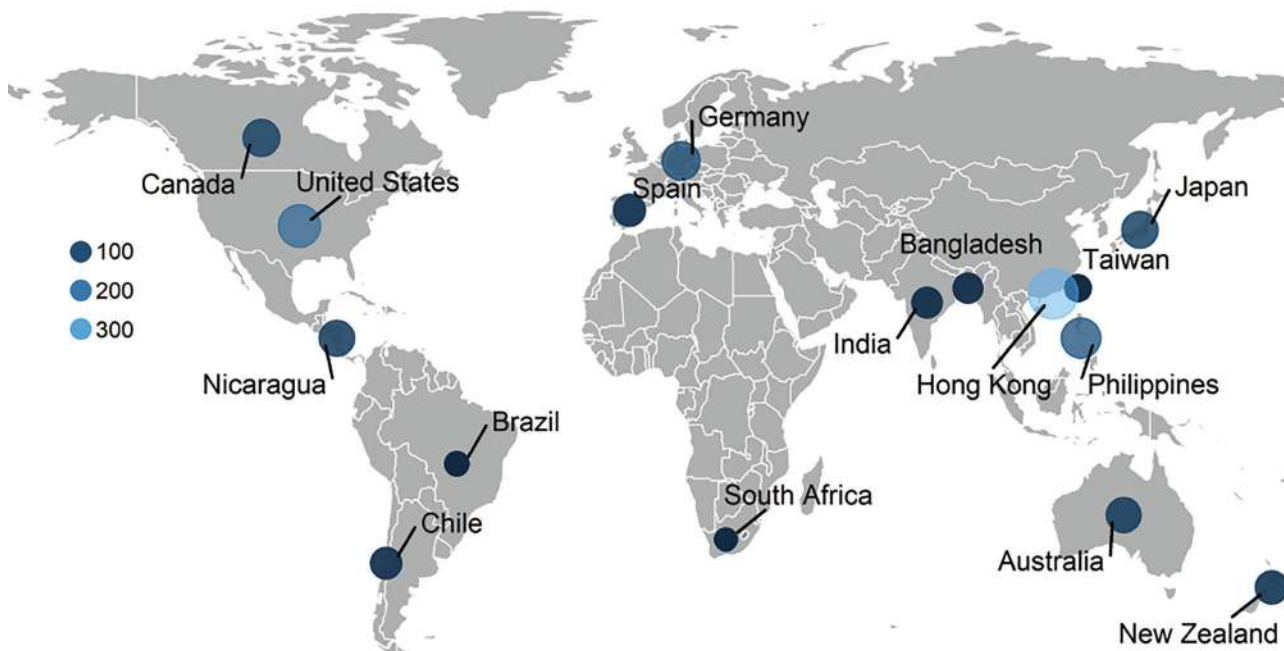 Germany
Canada
United States
Spain
Japan
100
200
300
Bangladesh
Taiwan
India
Nicaragua
Hong Kong
Philippines
Brazil
South Africa
Chile
Australia
New Zealand